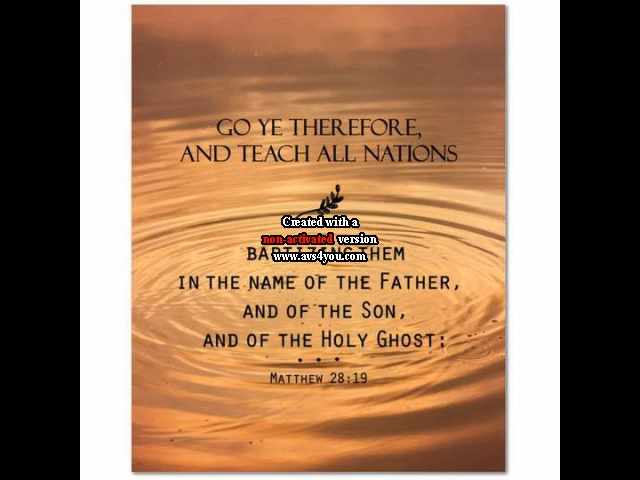 GO YE THEREFORE,
AND TEACH ALL NATIONS
Created with a
non-activated version
www.avs4you.com
BAPTIZING THEM
IN THE NAME OF THE FATHER,
AND OF THE SON,
AND OF THE HOLY GHOST:
...
MATTHEW 28:19